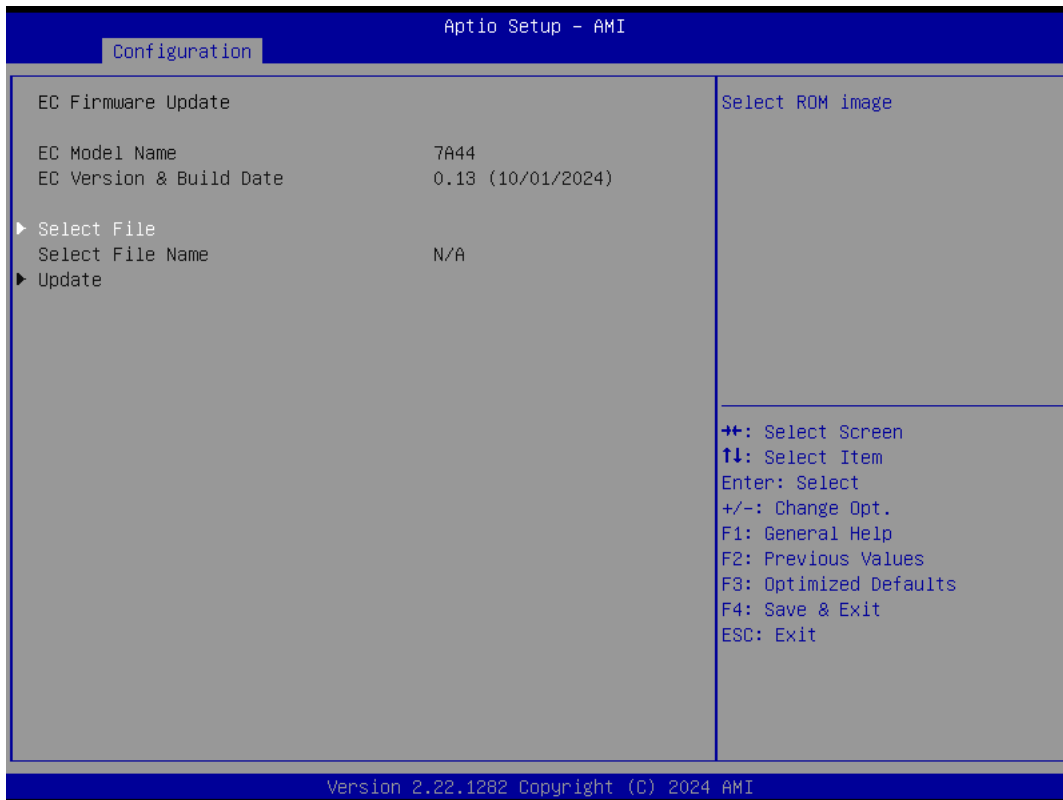 Aptio Setup – AMI
Configuration
EC Firmware Update
EC Model Name 7A44
EC Version & Build Date 0.13 (10/01/2024)
▶ Select File
Select File Name N/A
▶ Update
Select ROM image
→←: Select Screen
↑↓: Select Item
Enter: Select
+/-: Change Opt.
F1: General Help
F2: Previous Values
F3: Optimized Defaults
F4: Save & Exit
ESC: Exit
Version 2.22.1282 Copyright (C) 2024 AMI